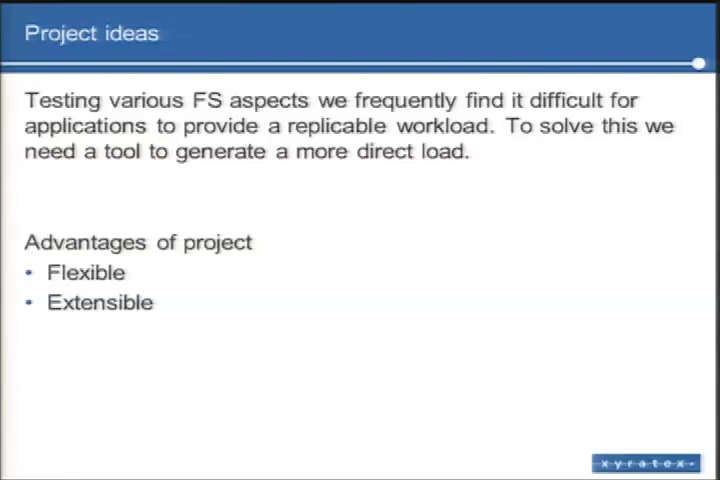 Project ideas
Testing various FS aspects we frequently find it difficult for
applications to provide a replicable workload. To solve this we
need a tool to generate a more direct load.
Advantages of project
• Flexible
• Extensible
xyratex